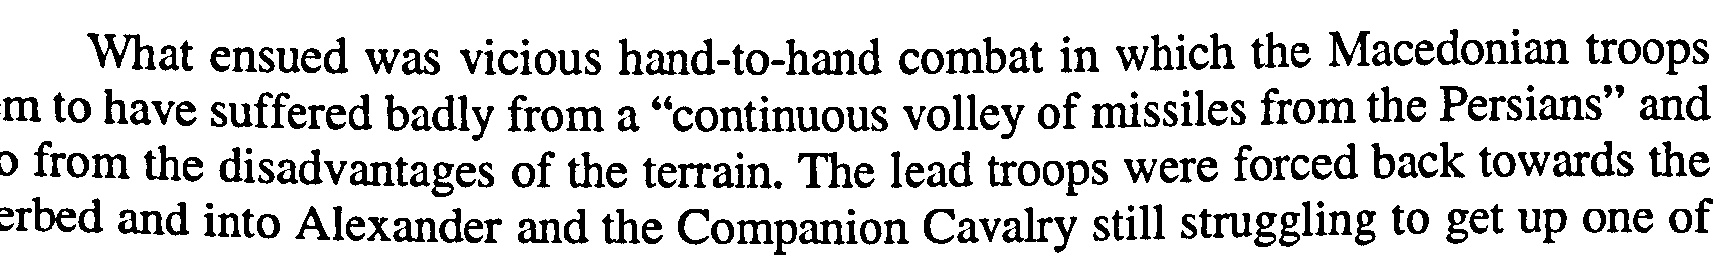 What ensued was vicious hand-to-hand combat in which the Macedonian troops
m to have suffered badly from a “continuous volley of missiles from the Persians” and
o from the disadvantages of the terrain. The lead troops were forced back towards the
erbed and into Alexander and the Companion Cavalry still struggling to get up one of